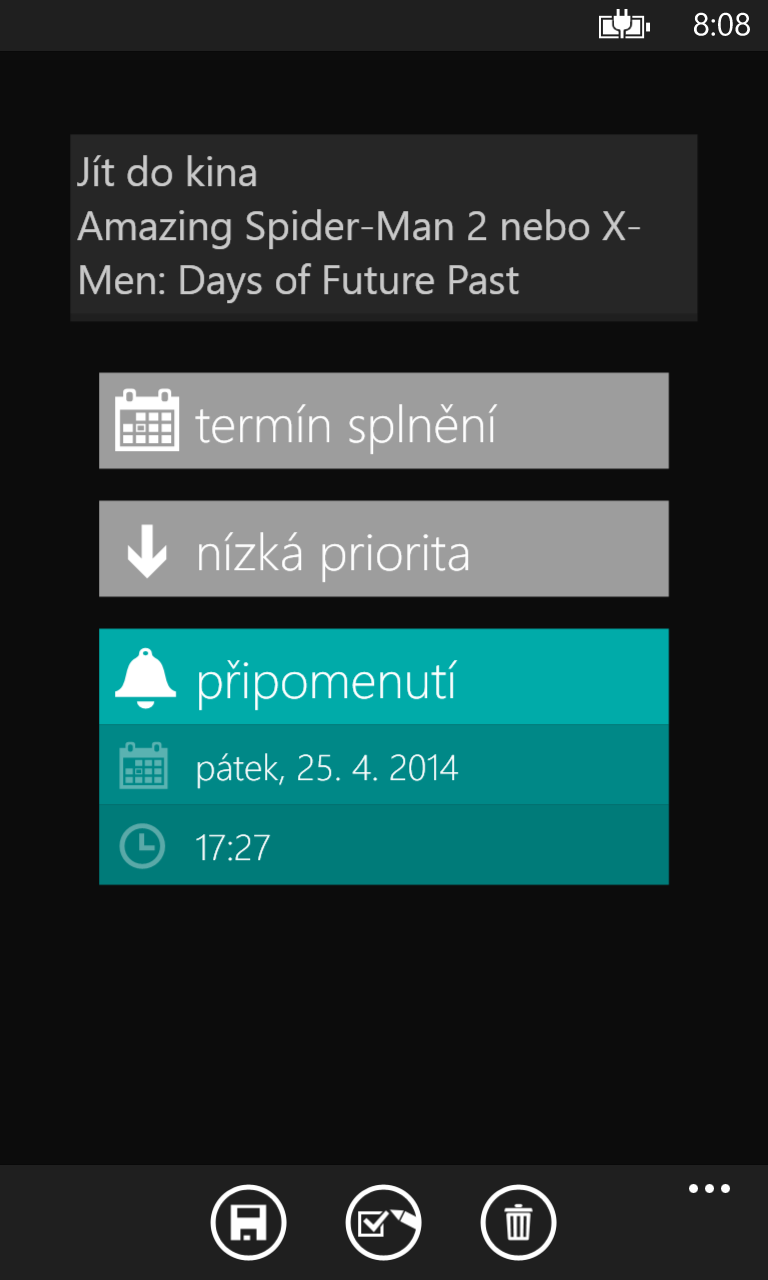 8:08
Jít do kina
Amazing Spider-Man 2 nebo X-
Men: Days of Future Past
termín splnění
nízká priorita
připomenutí
pátek, 25. 4. 2014
17:27